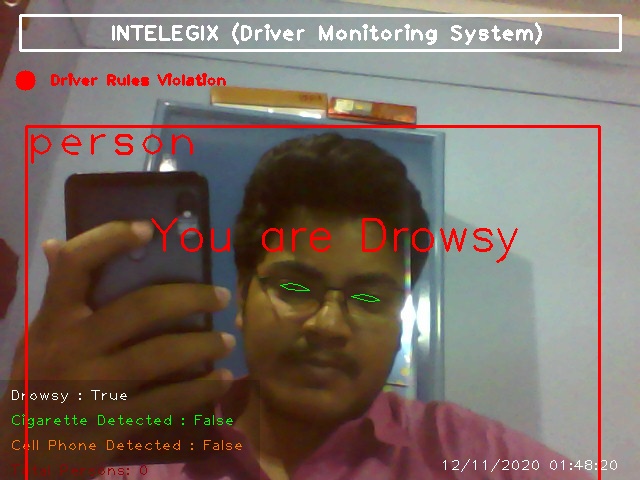 INTELEGIX (Driver Monitoring System)
Driver Rules Violation
person
You are Drowsy
Drowsy : True
Cigarette Detected : False
Cell Phone Detected : False
Persons: 0
12/11/2020 01:48:20